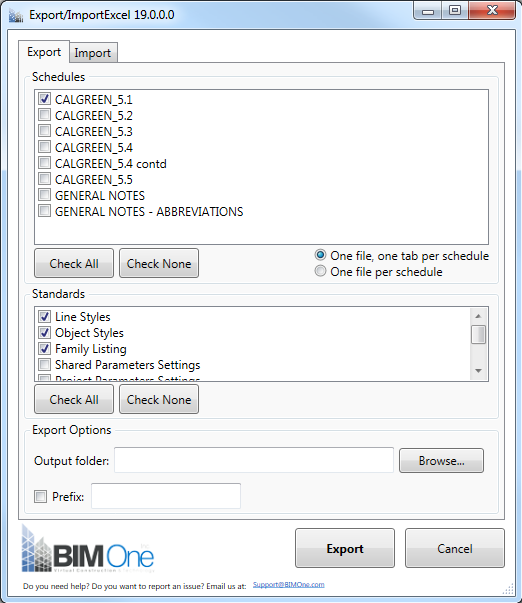 Export/ImportExcel 19.0.0.0
Export
Import
Schedules
CALGREEN_5.1
CALGREEN_5.2
CALGREEN_5.3
CALGREEN_5.4
CALGREEN_5.4 contd
CALGREEN_5.5
GENERAL NOTES
GENERAL NOTES - ABBREVIATIONS
Check All
Check None
One file, one tab per schedule
One file per schedule
Standards
Line Styles
Object Styles
Family Listing
Shared Parameters Settings
Project Parameters Settings
Check All
Check None
Export Options
Output folder:
Browse...
Prefix:
BIMOne
Virtual Construction
Export
Cancel
Do you need help? Do you want to report an issue? Email us at: Support@BIMOne.com